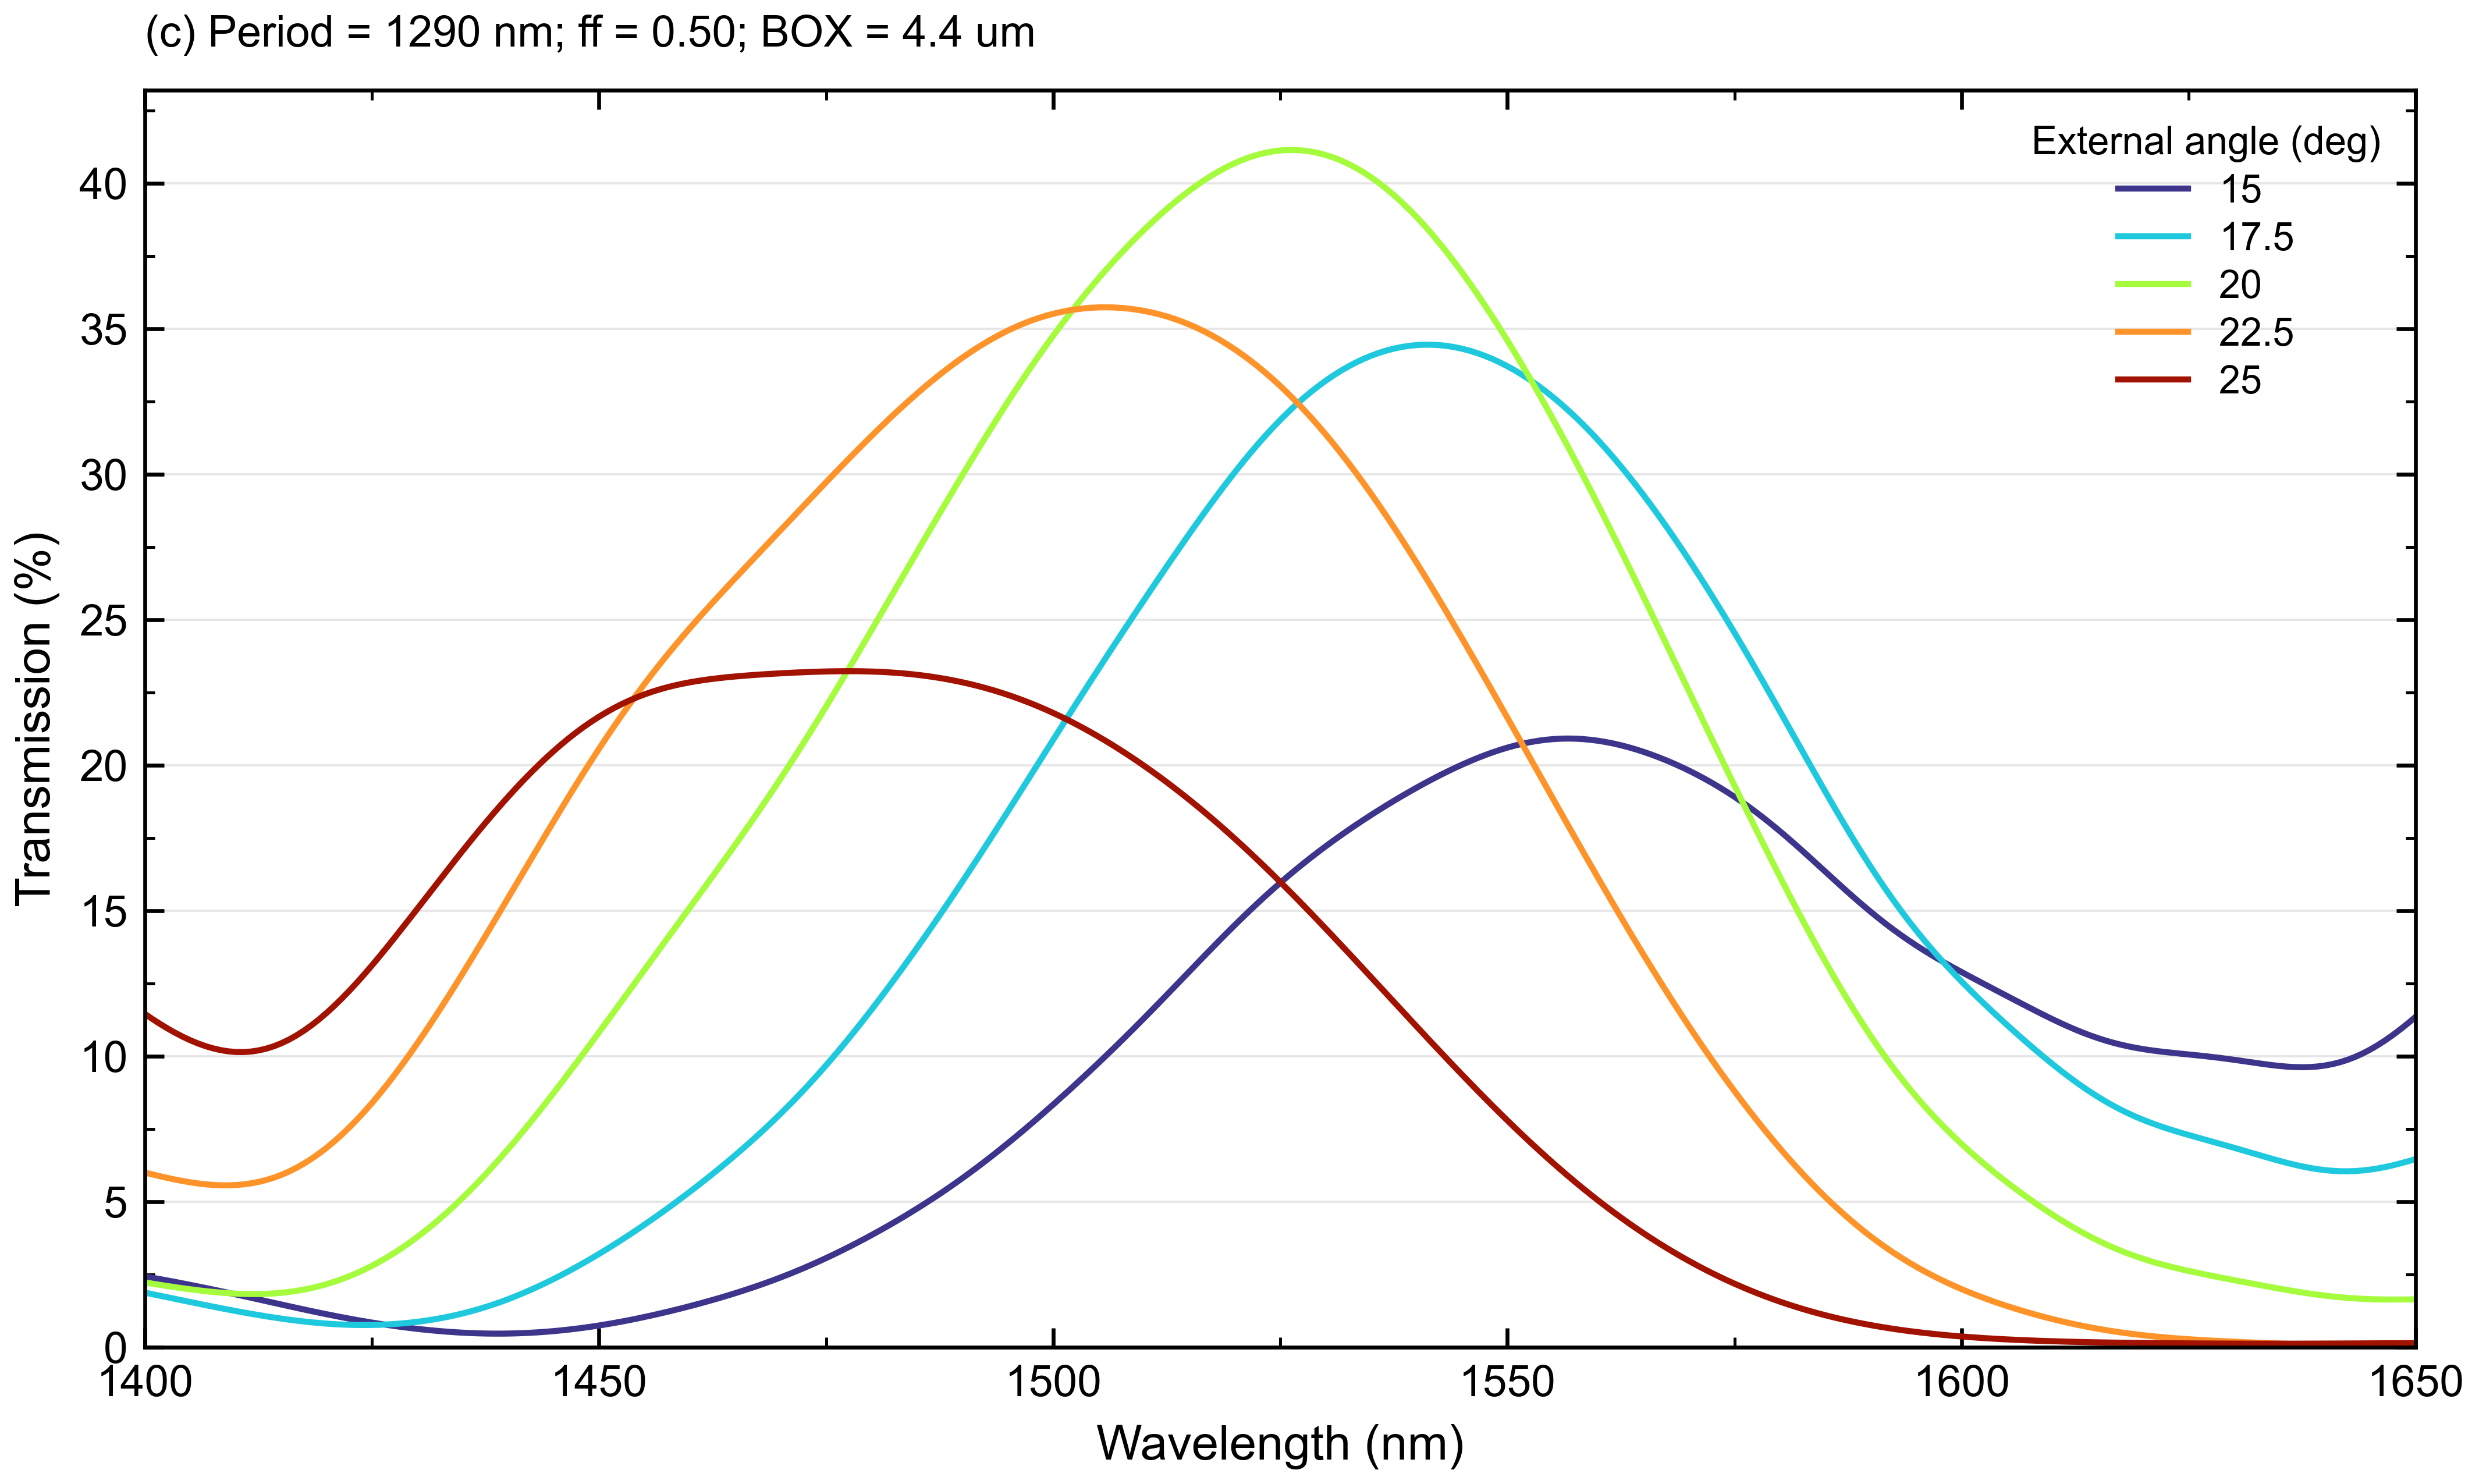 (c) Period = 1290 nm; ff = 0.50; BOX = 4.4 um
External angle (deg)
15
17.5
20
22.5
25
Transmission (%)
40
35
30
25
20
15
10
5
0
1400 1450 1500 1550 1600 1650
Wavelength (nm)